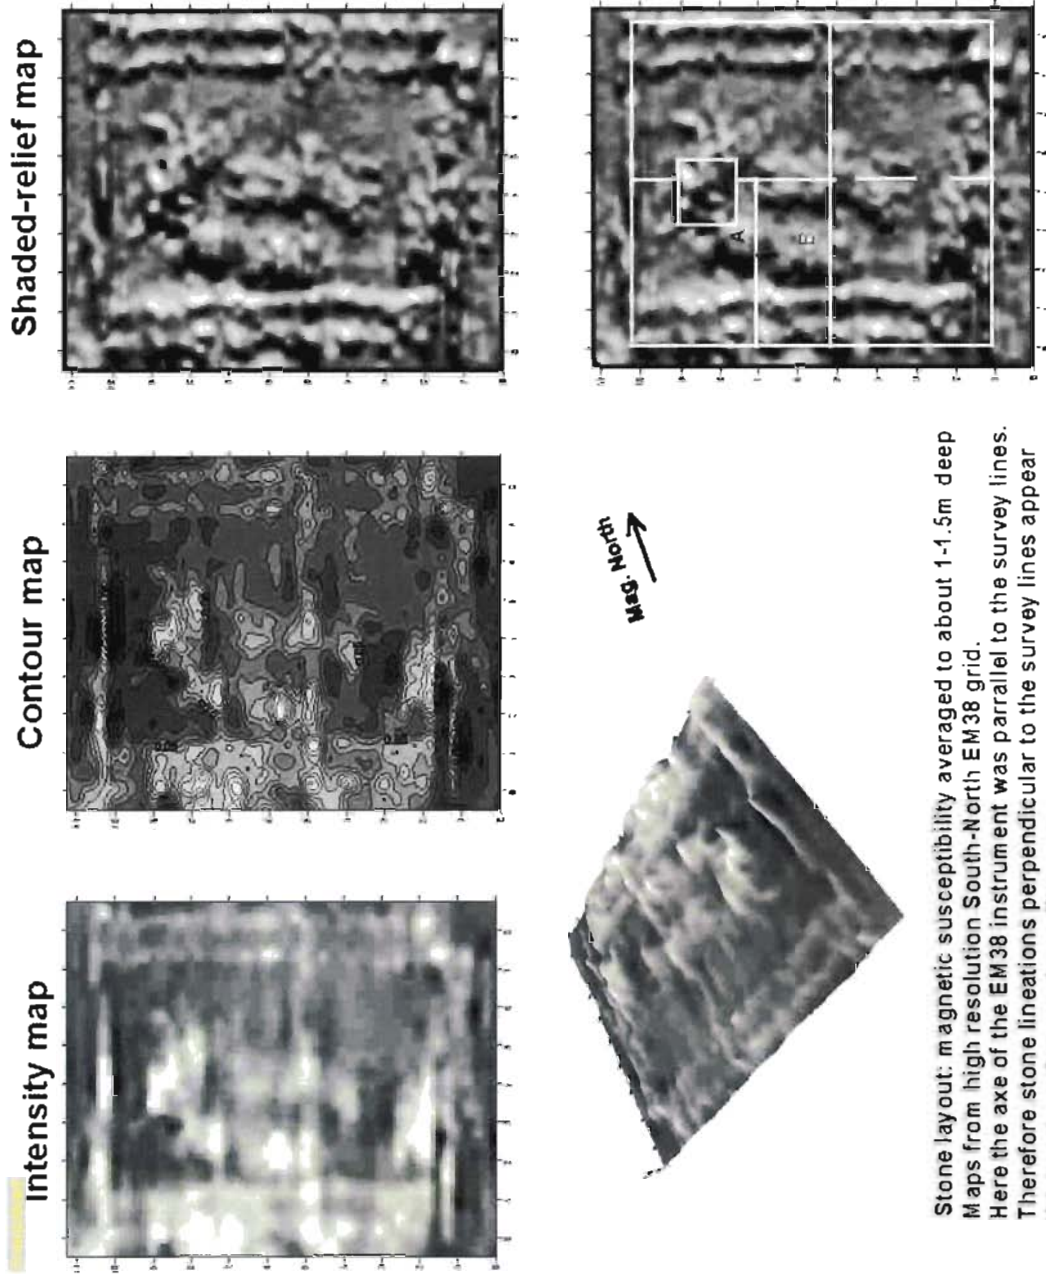 Intensity map
Contour map
Shaded-relief map
0.05
A
B
Mag. North
Stone layout: magnetic susceptibility averaged to about 1-1.5m deep
Maps from high resolution South-North EM38 grid.
Here the axe of the EM38 instrument was parrallel to the survey lines.
Therefore stone lineations perpendicular to the survey lines appear